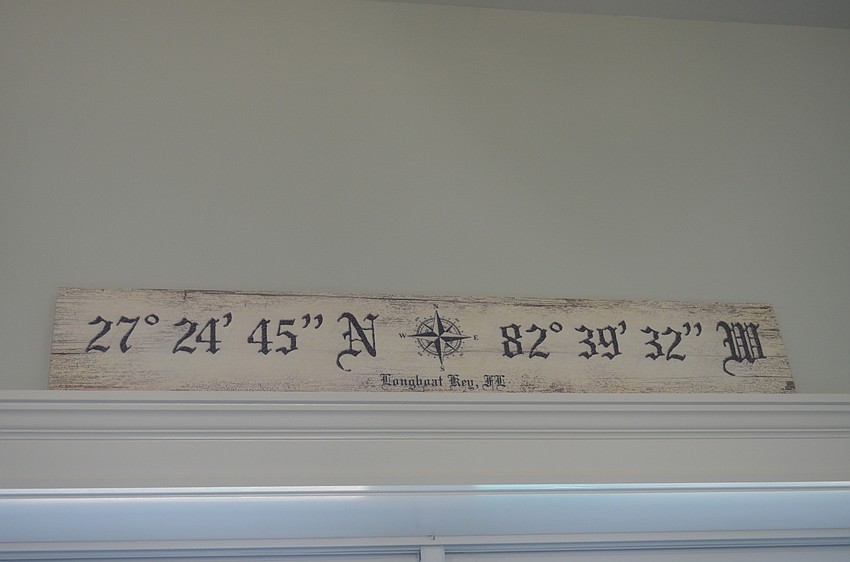 27° 24' 45" N W N E S 82° 39' 32" W
Longboat Key, FL